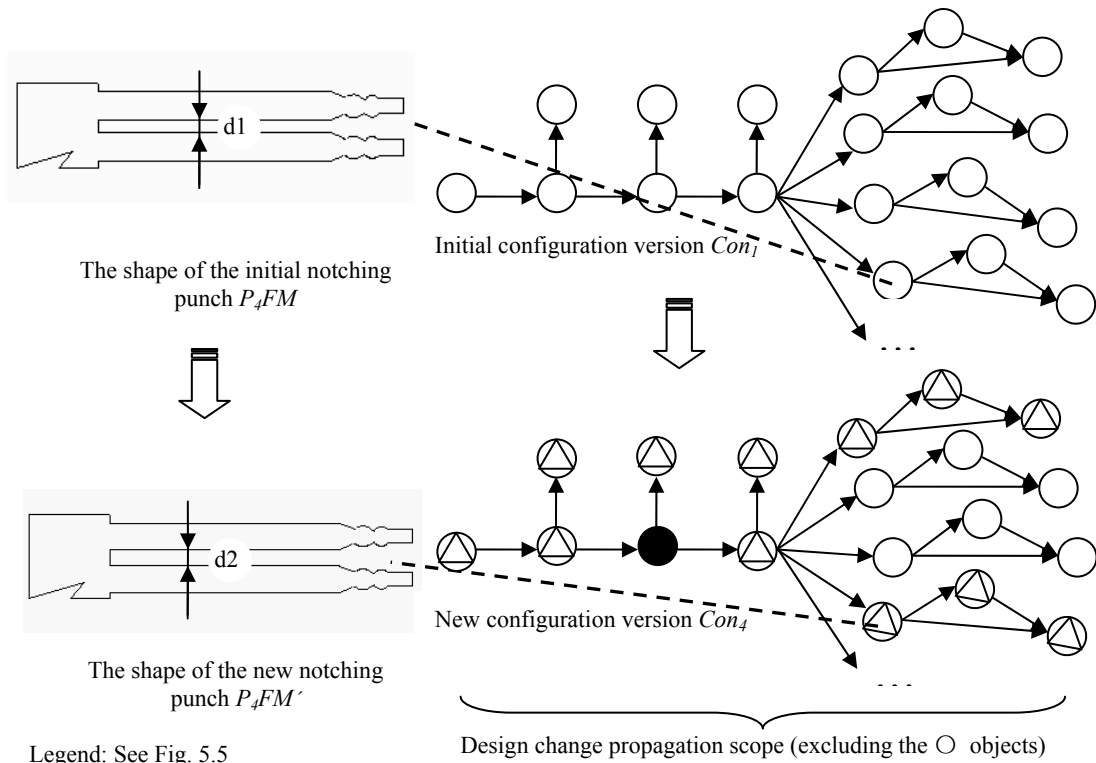 d1
Initial configuration version Con₁
The shape of the initial notching
punch P₄FM
. . .
d2
New configuration version Con₄
The shape of the new notching
punch P₄FM´
. . .
Design change propagation scope (excluding the ○ objects)
Legend: See Fig. 5.5